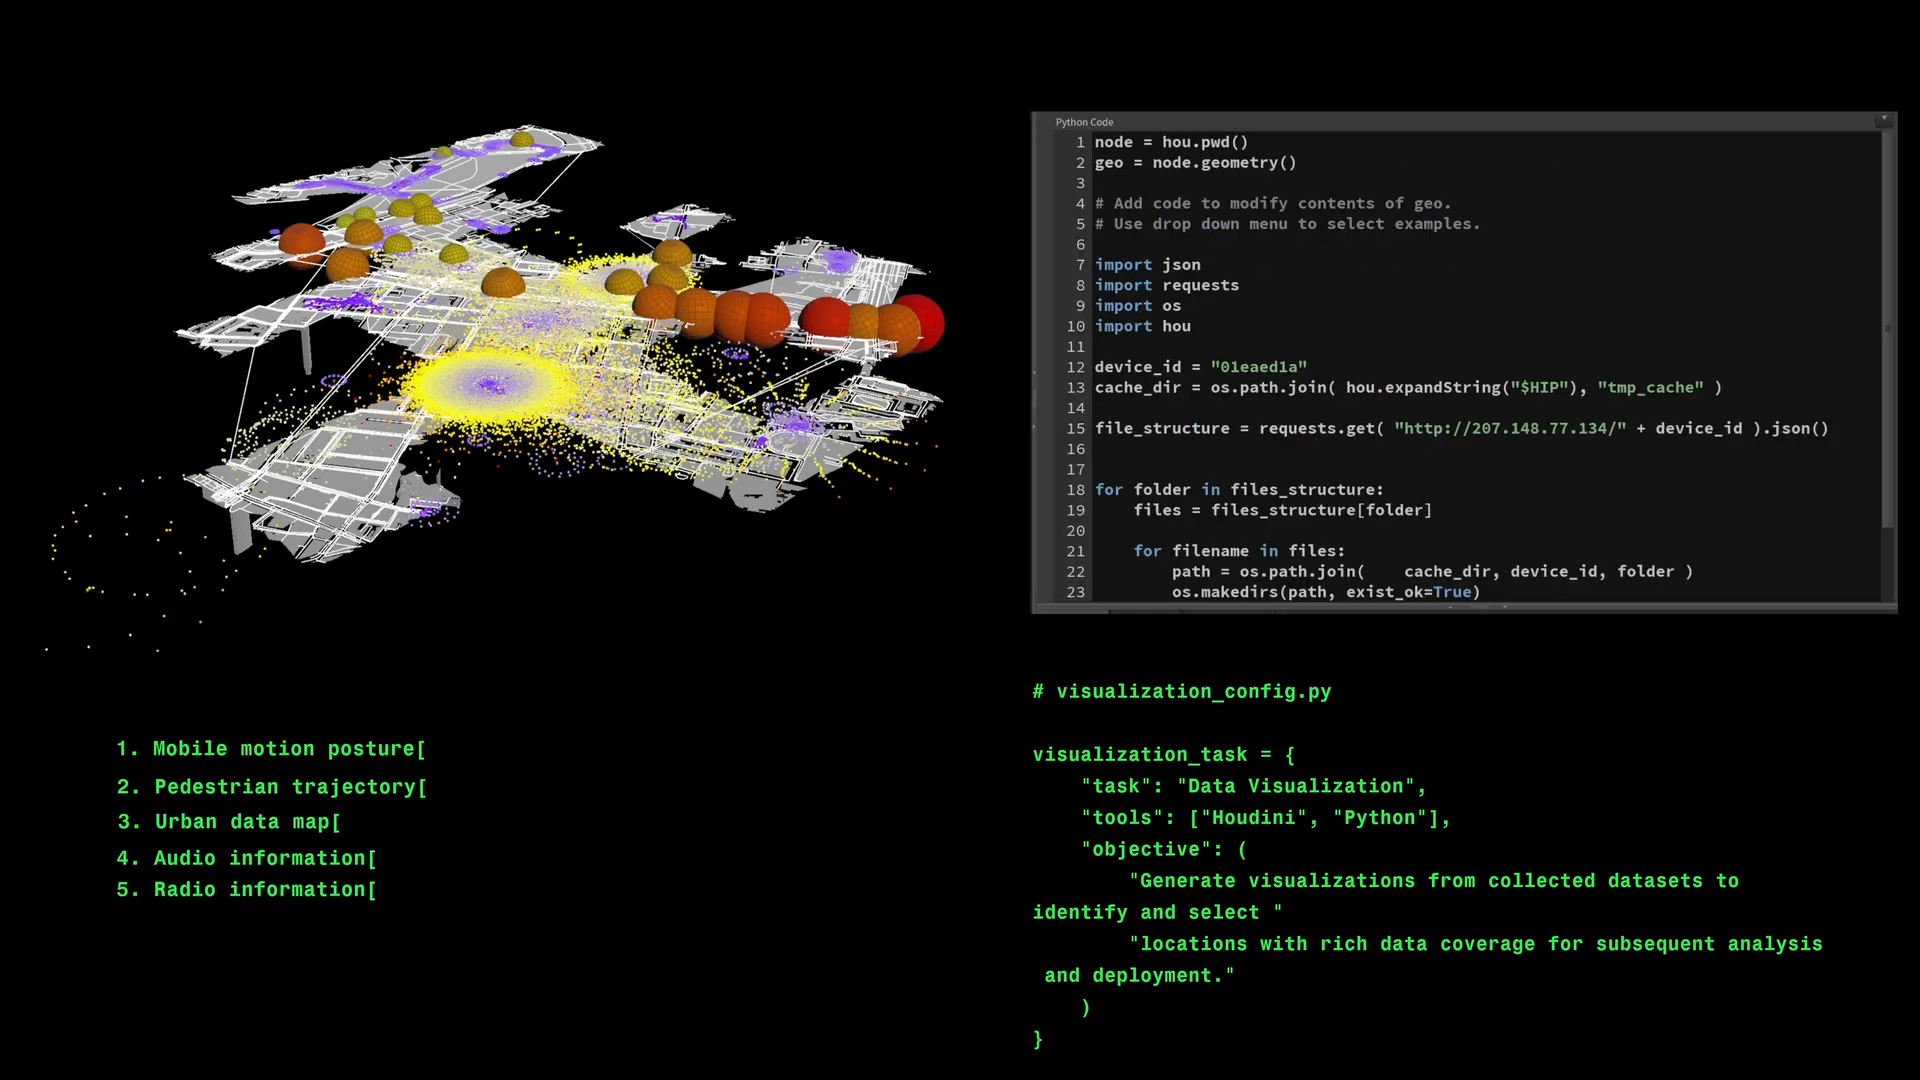 Python Code
1 node = hou.pwd()
2 geo = node.geometry()
3
4 # Add code to modify contents of geo.
5 # Use drop down menu to select examples.
6
7 import json
8 import requests
9 import os
10 import hou
11
12 device_id = "01eaed1a"
13 cache_dir = os.path.join( hou.expandString("$HIP"), "tmp_cache" )
14
15 file_structure = requests.get( "http://207.148.77.134/" + device_id ).json()
16
17
18 for folder in files_structure:
19     files = files_structure[folder]
20
21     for filename in files:
22         path = os.path.join(    cache_dir, device_id, folder )
23         os.makedirs(path, exist_ok=True)
1. Mobile motion posture[
2. Pedestrian trajectory[
3. Urban data map[
4. Audio information[
5. Radio information[
# visualization_config.py
visualization_task = {
    "task": "Data Visualization",
    "tools": ["Houdini", "Python"],
    "objective": (
        "Generate visualizations from collected datasets to
identify and select "
        "locations with rich data coverage for subsequent analysis
 and deployment."
    )
}